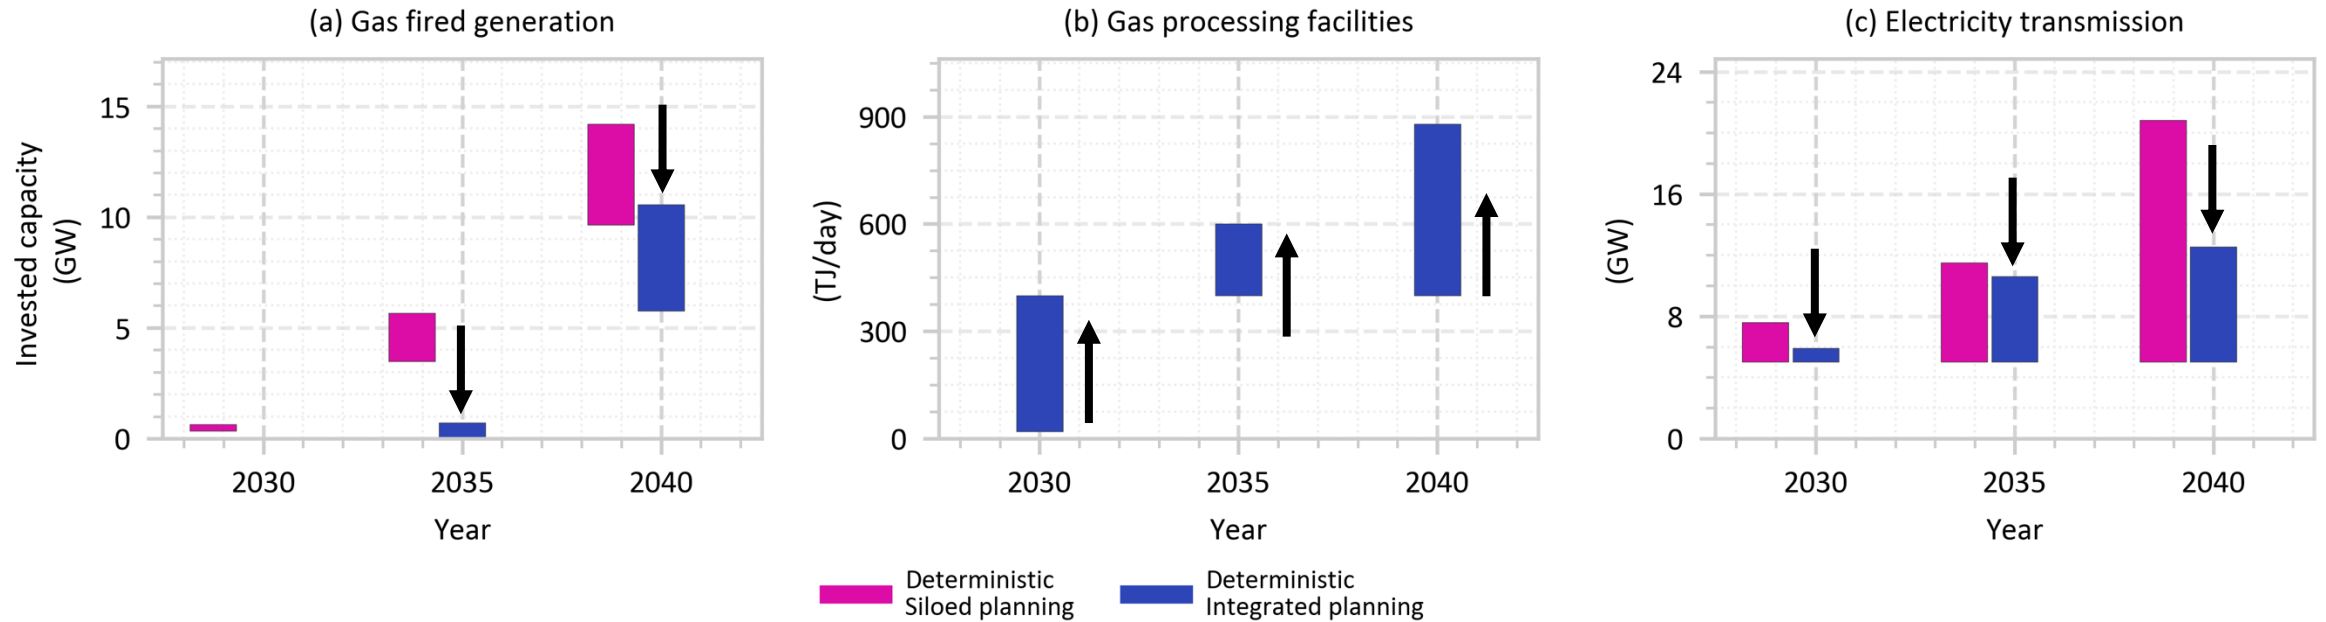 (a) Gas fired generation
Invested capacity
(GW)
15
10
5
0
2030 2035 2040
Year
(b) Gas processing facilities
(TJ/day)
900
600
300
0
2030 2035 2040
Year
(c) Electricity transmission
(GW)
24
16
8
0
2030 2035 2040
Year
Deterministic
Siloed planning
Deterministic
Integrated planning